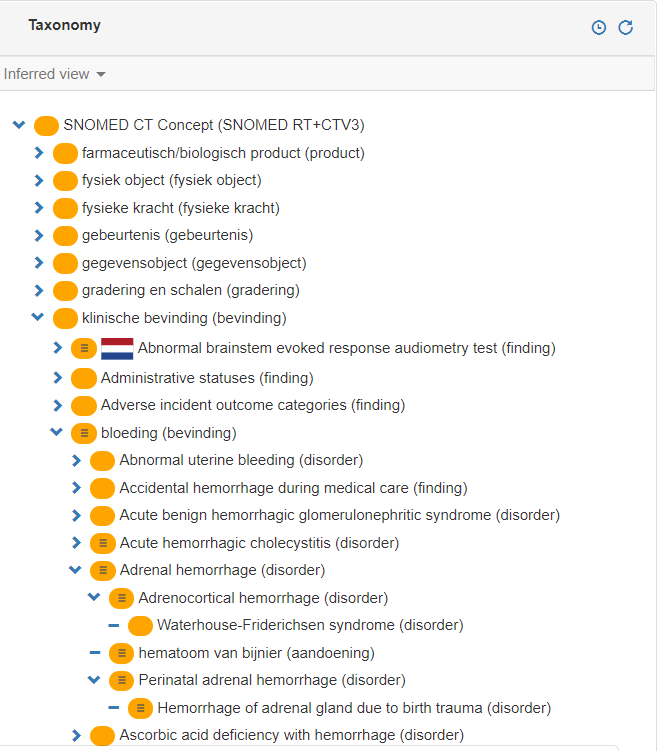 Taxonomy
Inferred view
SNOMED CT Concept (SNOMED RT+CTV3)
farmaceutisch/biologisch product (product)
fysiek object (fysiek object)
fysieke kracht (fysieke kracht)
gebeurtenis (gebeurtenis)
gegevensobject (gegevensobject)
gradering en schalen (gradering)
klinische bevinding (bevinding)
Abnormal brainstem evoked response audiometry test (finding)
Administrative statuses (finding)
Adverse incident outcome categories (finding)
bloeding (bevinding)
Abnormal uterine bleeding (disorder)
Accidental hemorrhage during medical care (finding)
Acute benign hemorrhagic glomerulonephritic syndrome (disorder)
Acute hemorrhagic cholecystitis (disorder)
Adrenal hemorrhage (disorder)
Adrenocortical hemorrhage (disorder)
Waterhouse-Friderichsen syndrome (disorder)
hematoom van bijnier (aandoening)
Perinatal adrenal hemorrhage (disorder)
Hemorrhage of adrenal gland due to birth trauma (disorder)
Ascorbic acid deficiency with hemorrhage (disorder)